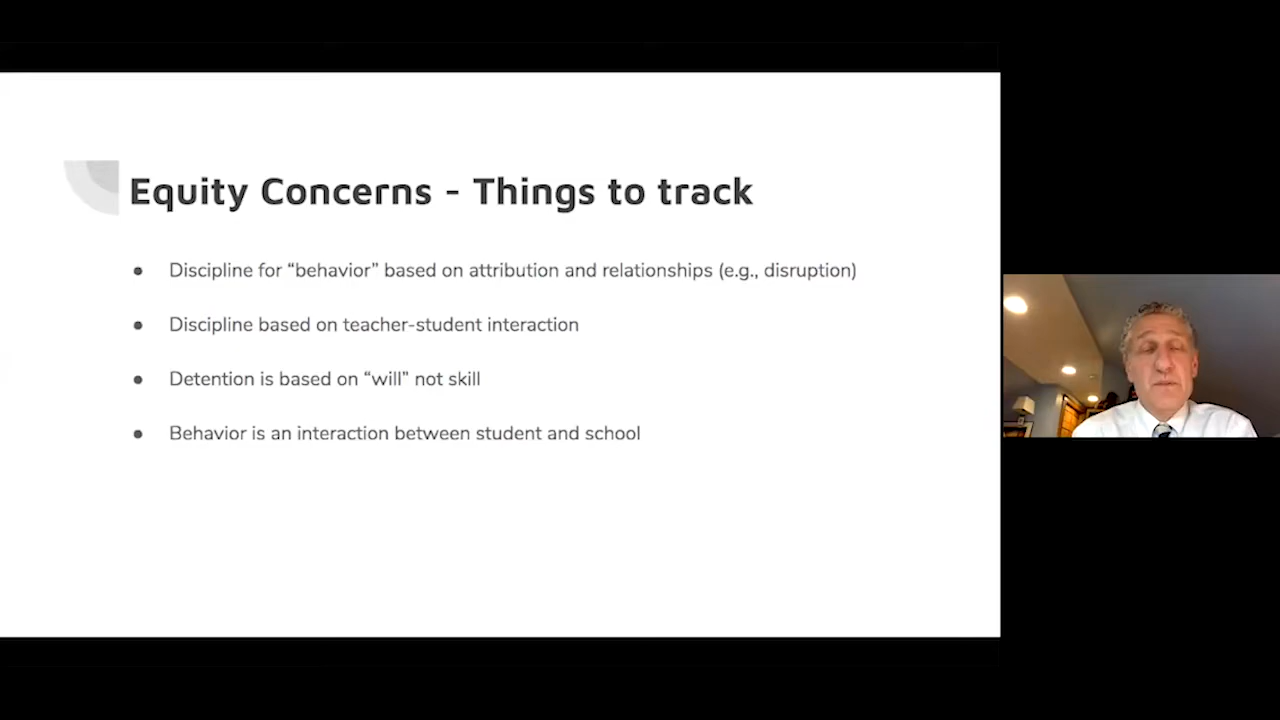 Equity Concerns - Things to track
● Discipline for “behavior” based on attribution and relationships (e.g., disruption)
● Discipline based on teacher-student interaction
● Detention is based on “will” not skill
● Behavior is an interaction between student and school